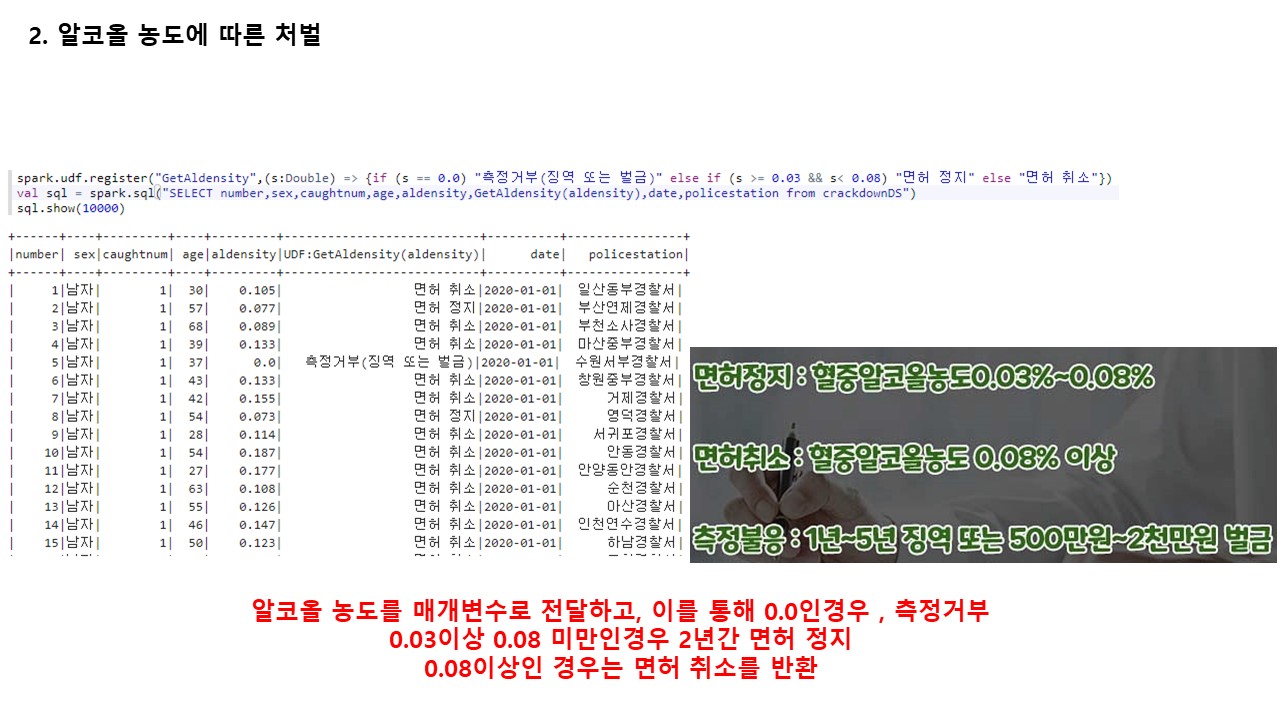 2. 알코올 농도에 따른 처벌
spark.udf.register("GetAldensity",(s:Double) => {if (s == 0.0) "측정거부(징역 또는 벌금)" else if (s >= 0.03 && s< 0.08) "면허 정지" else "면허 취소"})
val sql = spark.sql("SELECT number,sex,caughtnum,age,aldensity,GetAldensity(aldensity),date,policestation from crackdownDS")
sql.show(10000)
+------+----+---------+----+---------+--------------------------+----------+---------------+
|number| sex|caughtnum| age|aldensity|UDF:GetAldensity(aldensity)| date| policestation|
+------+----+---------+----+---------+--------------------------+----------+---------------+
| 1|남자| 1| 30| 0.105| 면허 취소|2020-01-01| 일산동부경찰서|
| 2|남자| 1| 57| 0.077| 면허 정지|2020-01-01| 부산연제경찰서|
| 3|남자| 1| 68| 0.089| 면허 취소|2020-01-01| 부천소사경찰서|
| 4|남자| 1| 39| 0.133| 면허 취소|2020-01-01| 마산중부경찰서|
| 5|남자| 1| 37| 0.0| 측정거부(징역 또는 벌금)|2020-01-01| 수원서부경찰서|
| 6|남자| 1| 43| 0.133| 면허 취소|2020-01-01| 창원중부경찰서|
| 7|남자| 1| 42| 0.155| 면허 취소|2020-01-01| 거제경찰서|
| 8|남자| 1| 54| 0.073| 면허 정지|2020-01-01| 영덕경찰서|
| 9|남자| 1| 28| 0.114| 면허 취소|2020-01-01| 서귀포경찰서|
| 10|남자| 1| 54| 0.187| 면허 취소|2020-01-01| 안동경찰서|
| 11|남자| 1| 27| 0.177| 면허 취소|2020-01-01| 안양동안경찰서|
| 12|남자| 1| 63| 0.108| 면허 취소|2020-01-01| 순천경찰서|
| 13|남자| 1| 55| 0.126| 면허 취소|2020-01-01| 마산경찰서|
| 14|남자| 1| 46| 0.147| 면허 취소|2020-01-01| 인천연수경찰서|
| 15|남자| 1| 50| 0.123| 면허 취소|2020-01-01| 하남경찰서|
면허정지 : 혈중알코올농도0.03%~0.08%
면허취소 : 혈중알코올농도 0.08% 이상
측정불응 : 1년~5년 징역 또는 500만원~2천만원 벌금
알코올 농도를 매개변수로 전달하고, 이를 통해 0.0인경우 , 측정거부
0.03이상 0.08 미만인경우 2년간 면허 정지
0.08이상인 경우는 면허 취소를 반환